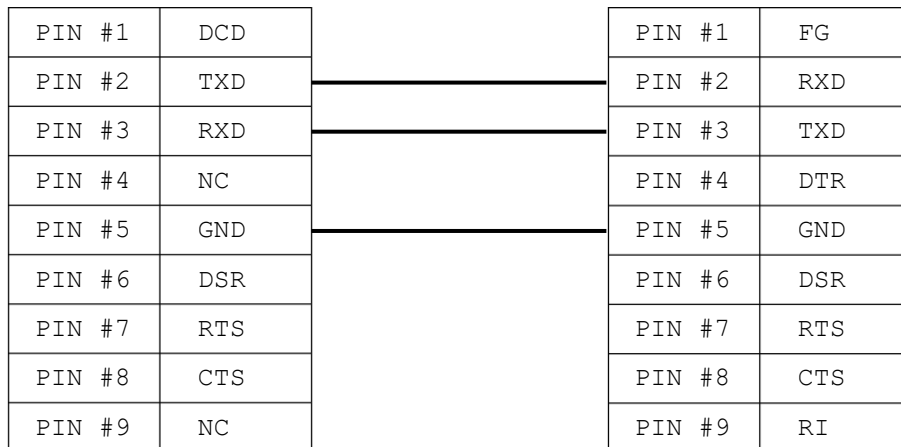 PIN #1 DCD PIN #1 FG
PIN #2 TXD PIN #2 RXD
PIN #3 RXD PIN #3 TXD
PIN #4 NC PIN #4 DTR
PIN #5 GND PIN #5 GND
PIN #6 DSR PIN #6 DSR
PIN #7 RTS PIN #7 RTS
PIN #8 CTS PIN #8 CTS
PIN #9 NC PIN #9 RI